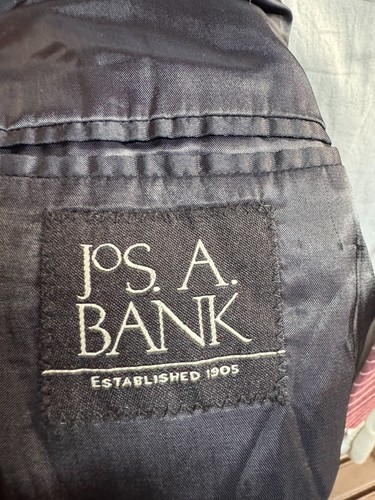 JoS. A.
BANK
ESTABLISHED 1905